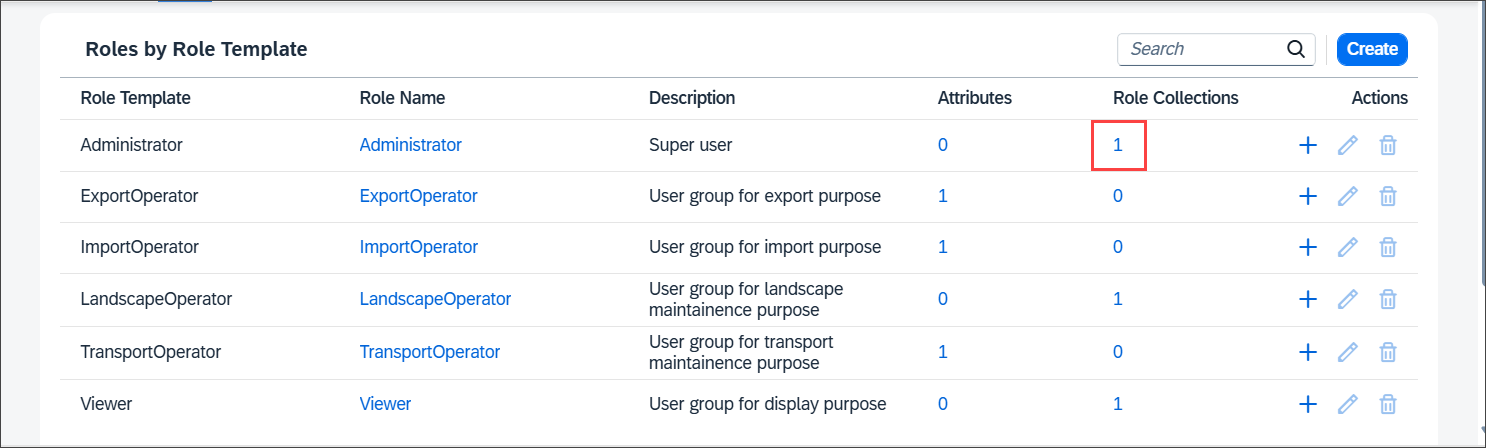 Roles by Role Template
Search
Create
Role Template Role Name Description Attributes Role Collections Actions
Administrator Administrator Super user 0 1
ExportOperator ExportOperator User group for export purpose 1 0
ImportOperator ImportOperator User group for import purpose 1 0
LandscapeOperator LandscapeOperator User group for landscape 0 1
maintainence purpose
TransportOperator TransportOperator User group for transport 1 0
maintainence purpose
Viewer Viewer User group for display purpose 0 1